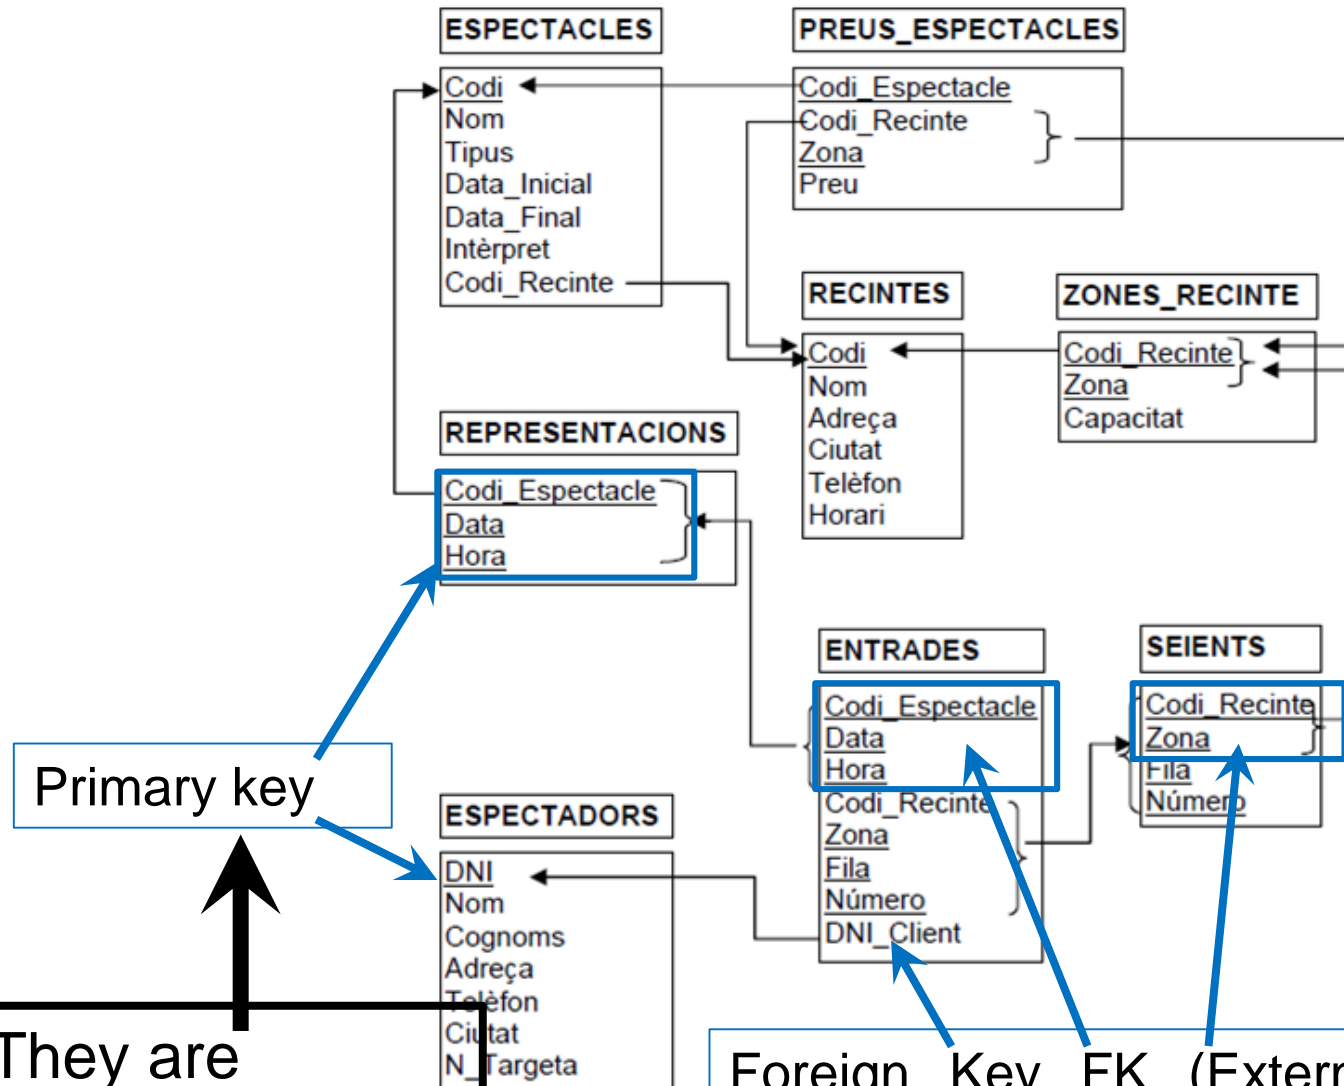 ESPECTACLES
Codi
Nom
Tipus
Data_Inicial
Data_Final
Intèrpret
Codi_Recinte
PREUS_ESPECTACLES
Codi_Espectacle
Codi_Recinte
Zona
Preu
RECINTES
Codi
Nom
Adreça
Ciutat
Telèfon
Horari
ZONES_RECINTE
Codi_Recinte
Zona
Capacitat
REPRESENTACIONS
Codi_Espectacle
Data
Hora
ENTRADES
Codi_Espectacle
Data
Hora
Codi_Recinte
Zona
Fila
Número
DNI_Client
SEIENTS
Codi_Recinte
Zona
Fila
Número
Primary key
ESPECTADORS
DNI
Nom
Cognoms
Adreça
Telèfon
Ciutat
N_Targeta
They are
Foreign Key FK (Extern